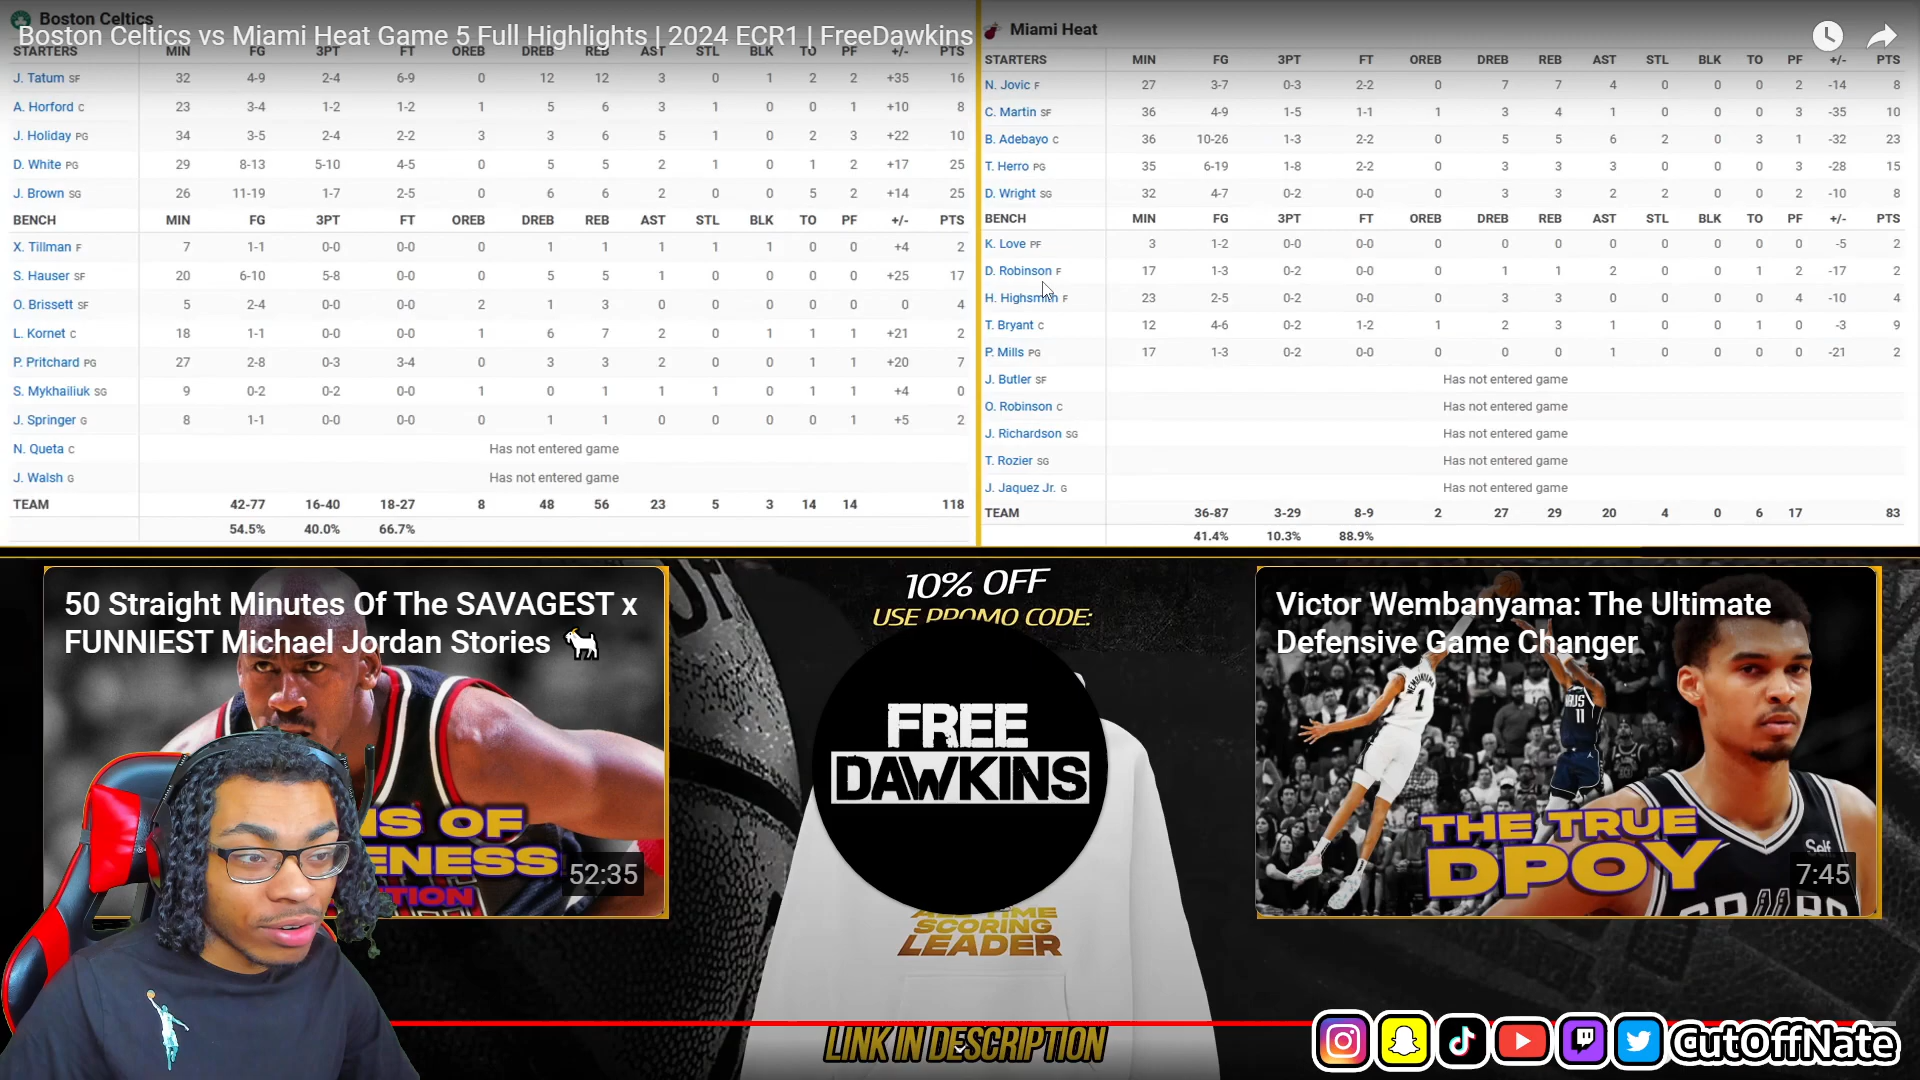 Boston Celtics
Boston Celtics vs Miami Heat Game 5 Full Highlights | 2024 ECR1 | FreeDawkins
STARTERS MIN FG 3PT FT OREB DREB REB AST STL BLK TO PF +/- PTS
J. Tatum SF 32 4-9 2-4 6-9 0 12 12 3 0 1 2 2 +35 16
A. Horford C 23 3-4 1-2 1-2 1 5 6 3 1 0 0 1 +10 8
J. Holiday PG 34 3-5 2-4 2-2 3 3 6 5 1 0 2 3 +22 10
D. White PG 29 8-13 5-10 4-5 0 5 5 2 1 0 1 2 +17 25
J. Brown SG 26 11-19 1-7 2-5 0 6 6 2 0 0 5 2 +14 25
BENCH MIN FG 3PT FT OREB DREB REB AST STL BLK TO PF +/- PTS
X. Tillman F 7 1-1 0-0 0-0 0 1 1 1 1 1 0 0 +4 2
S. Hauser SF 20 6-10 5-8 0-0 0 5 5 1 0 0 0 0 +25 17
O. Brissett SF 5 2-4 0-0 0-0 2 1 3 0 0 0 0 0 0 4
L. Kornet C 18 1-1 0-0 0-0 1 6 7 2 0 1 1 1 +21 2
P. Pritchard PG 27 2-8 0-3 3-4 0 3 3 2 0 0 1 1 +20 7
S. Mykhailiuk SG 9 0-2 0-2 0-0 1 0 1 1 1 0 1 1 +4 0
J. Springer G 8 1-1 0-0 0-0 0 1 1 0 0 0 0 1 +5 2
N. Queta C Has not entered game
J. Walsh G Has not entered game
TEAM 42-77 16-40 18-27 8 48 56 23 5 3 14 14 118
54.5% 40.0% 66.7%
Miami Heat
STARTERS MIN FG 3PT FT OREB DREB REB AST STL BLK TO PF +/- PTS
N. Jovic F 27 3-7 0-3 2-2 0 7 7 4 0 0 0 2 -14 8
C. Martin SF 36 4-9 1-5 1-1 1 3 4 1 0 0 0 3 -35 10
B. Adebayo C 36 10-26 1-3 2-2 0 5 5 6 2 0 3 1 -32 23
T. Herro PG 35 6-19 1-8 2-2 0 3 3 3 0 0 0 3 -28 15
D. Wright SG 32 4-7 0-2 0-0 0 3 3 2 2 0 0 2 -10 8
BENCH MIN FG 3PT FT OREB DREB REB AST STL BLK TO PF +/- PTS
K. Love PF 3 1-2 0-0 0-0 0 0 0 0 0 0 0 0 -5 2
D. Robinson F 17 1-3 0-2 0-0 0 1 1 2 0 0 1 2 -17 2
H. Highsmith F 23 2-5 0-2 0-0 0 3 3 0 0 0 0 4 -10 4
T. Bryant C 12 4-6 0-2 1-2 1 2 3 1 0 0 1 0 -3 9
P. Mills PG 17 1-3 0-2 0-0 0 0 0 1 0 0 0 0 -21 2
J. Butler SF Has not entered game
O. Robinson C Has not entered game
J. Richardson SG Has not entered game
T. Rozier SG Has not entered game
J. Jaquez Jr. G Has not entered game
TEAM 36-87 3-29 8-9 2 27 29 20 4 0 6 17 83
41.4% 10.3% 88.9%
50 Straight Minutes Of The SAVAGEST x
FUNNIEST Michael Jordan Stories 🐐
52:35
10% OFF
USE PROMO CODE:
FREE
DAWKINS
ALL TIME
SCORING
LEADER
LINK IN DESCRIPTION
Victor Wembanyama: The Ultimate
Defensive Game Changer
WEMBANYAMA
1
11
THE TRUE
DPOY
Self
7:45
CutOffNate